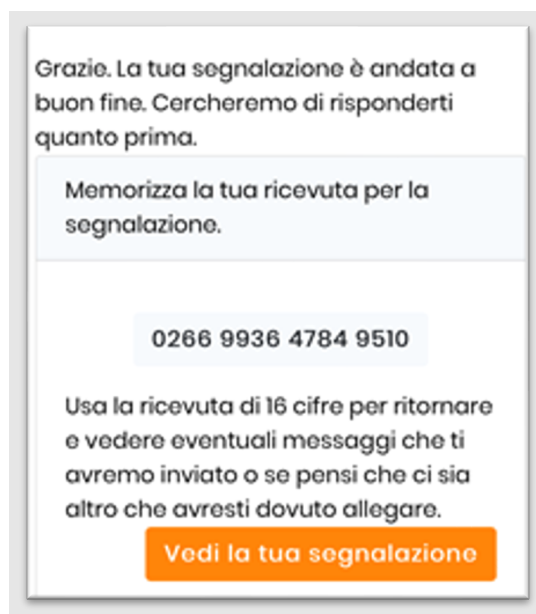 Grazie. La tua segnalazione è andata a
buon fine. Cercheremo di risponderti
quanto prima.
Memorizza la tua ricevuta per la
segnalazione.
0266 9936 4784 9510
Usa la ricevuta di 16 cifre per ritornare
e vedere eventuali messaggi che ti
avremo inviato o se pensi che ci sia
altro che avresti dovuto allegare.
Vedi la tua segnalazione